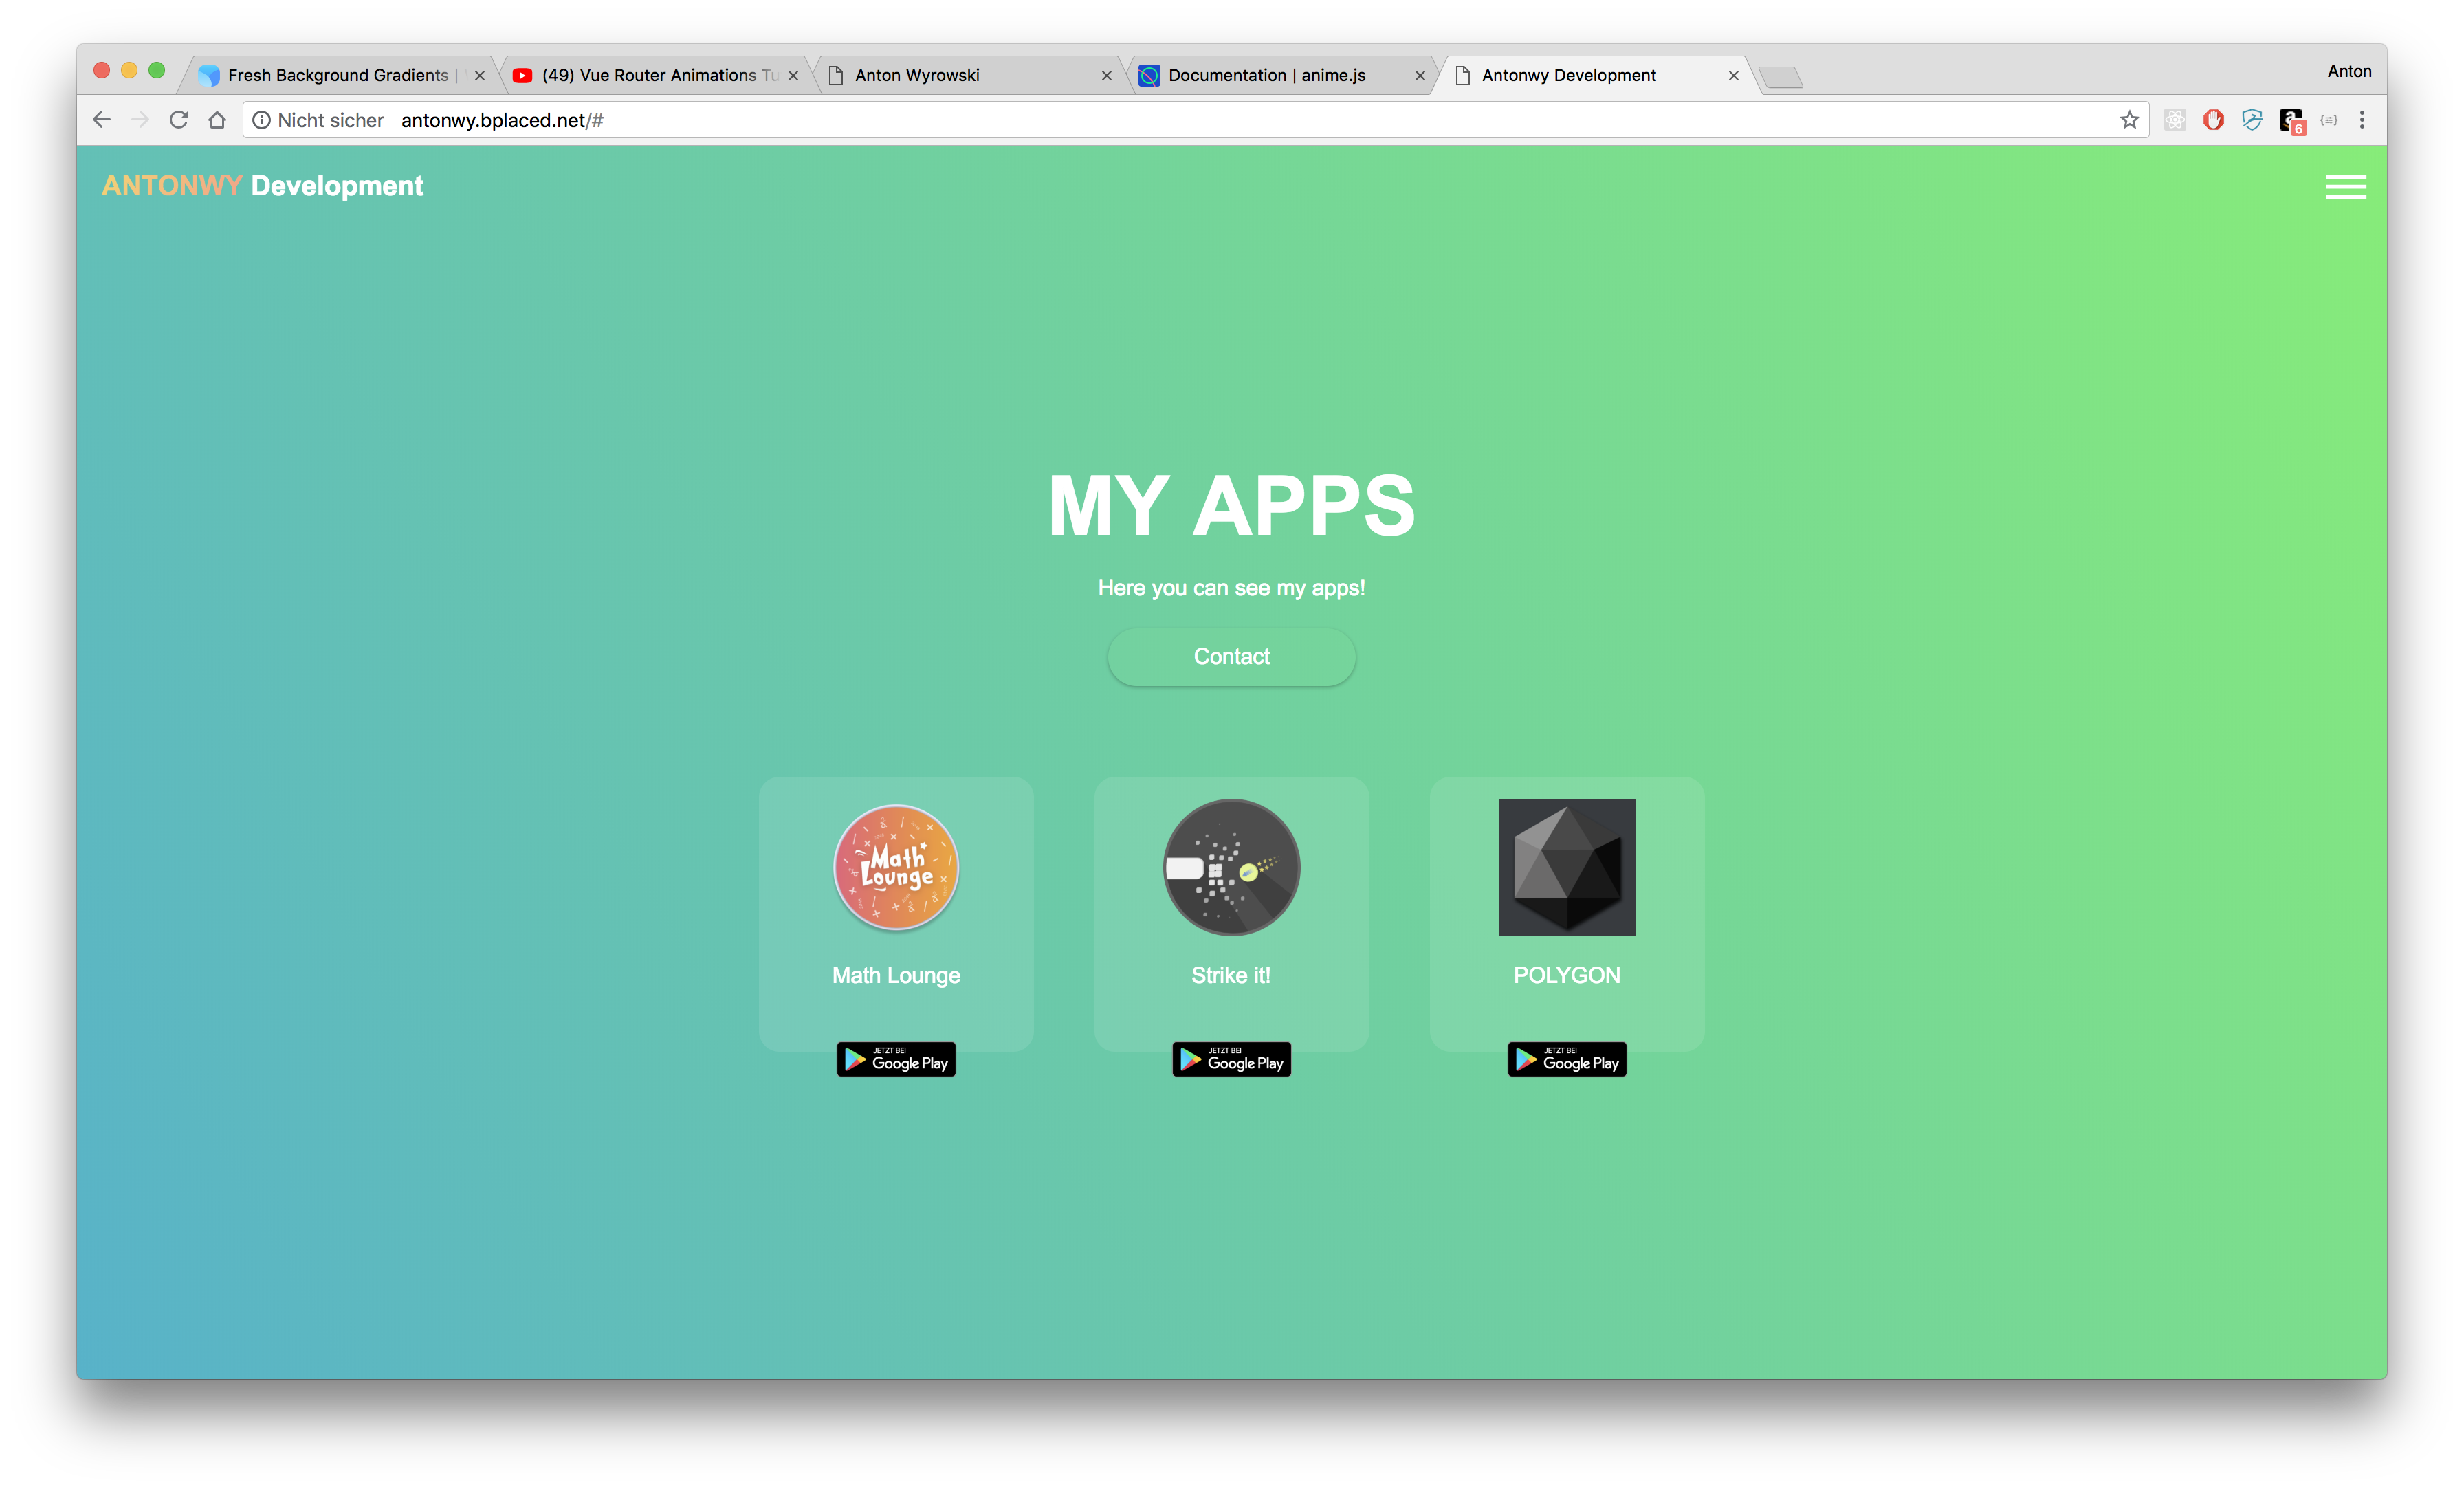 Fresh Background Gradients |
(49) Vue Router Animations Tu
Anton Wyrowski
Documentation | anime.js
Antonwy Development
Anton
Nicht sicher antonwy.bplaced.net/#
6
ANTONWY Development
MY APPS
Here you can see my apps!
Contact
Math
Lounge
Math Lounge
Strike it!
POLYGON
JETZT BEI
Google Play
JETZT BEI
Google Play
JETZT BEI
Google Play